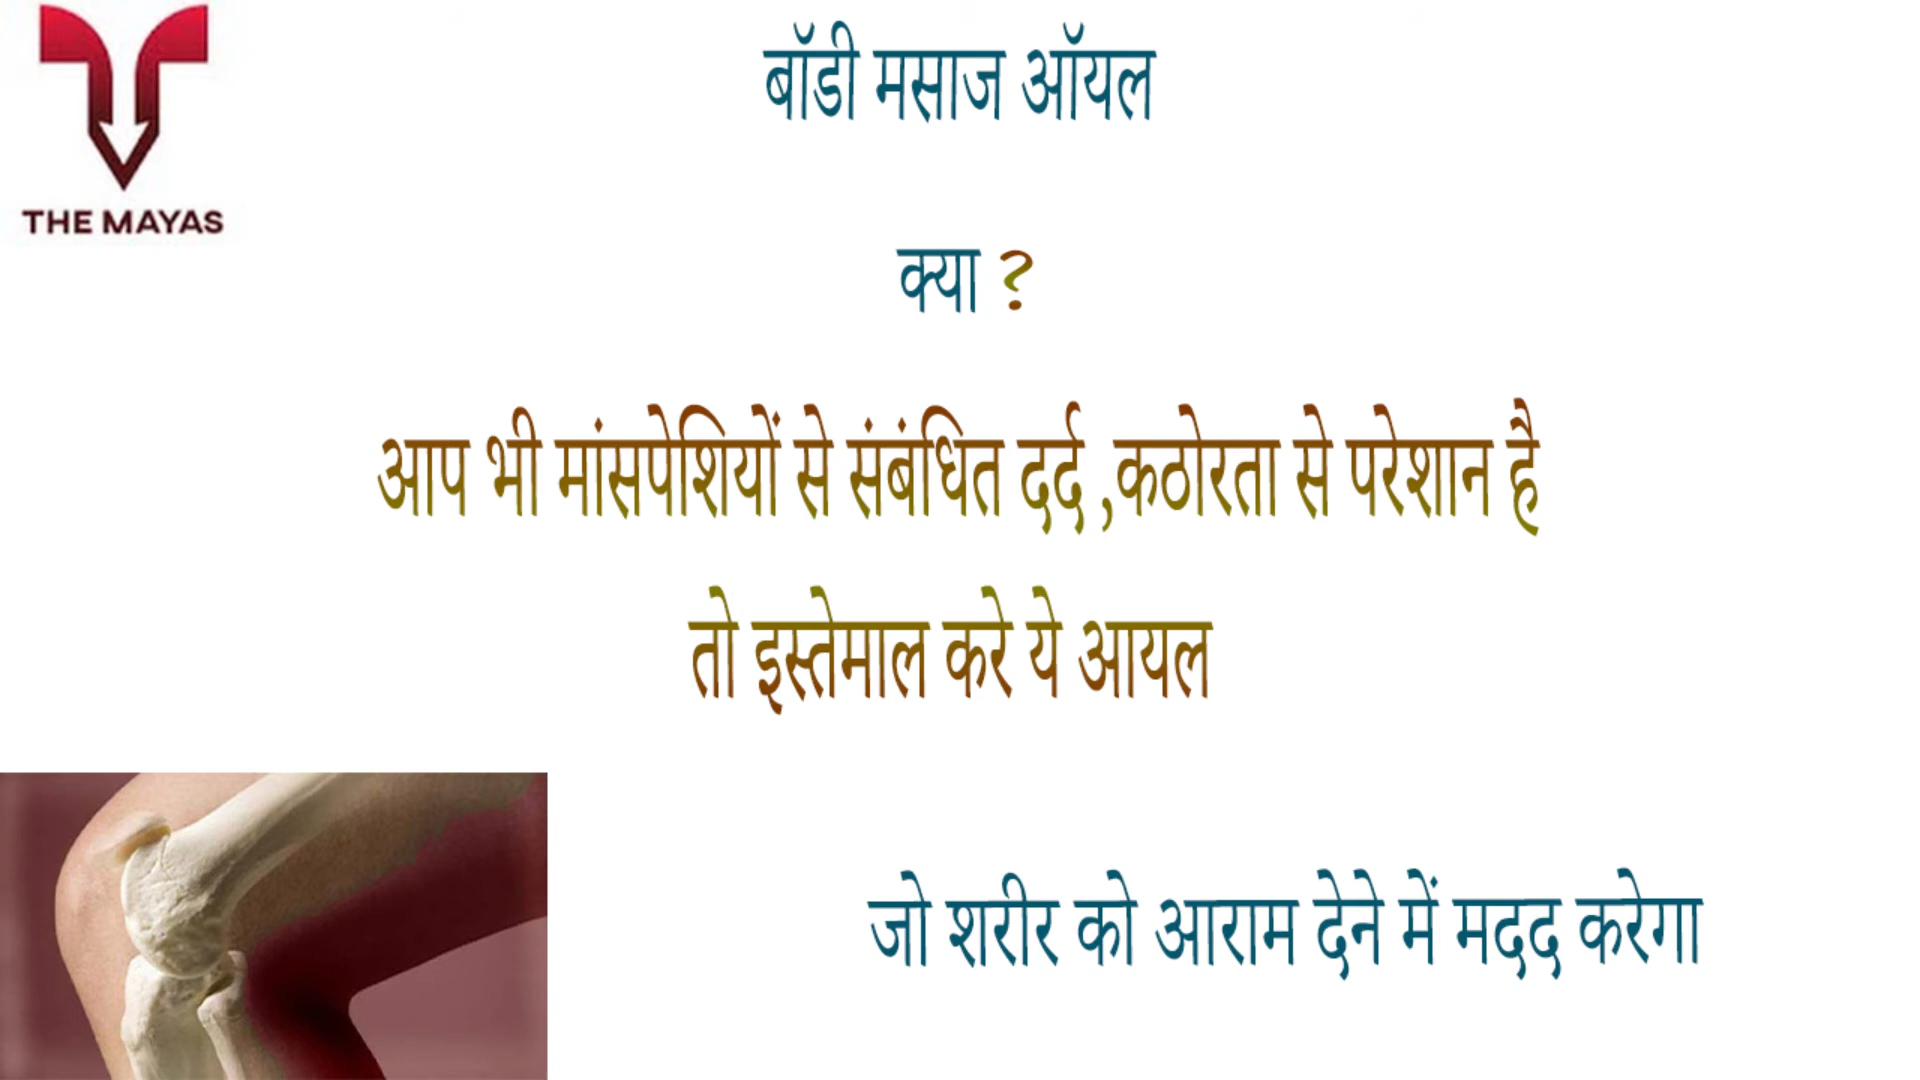 THE MAYAS
बॉडी मसाज ऑयल
क्या ?
आप भी मांसपेशियों से संबंधित दर्द ,कठोरता से परेशान है
तो इस्तेमाल करे ये आयल
जो शरीर को आराम देने में मदद करेगा